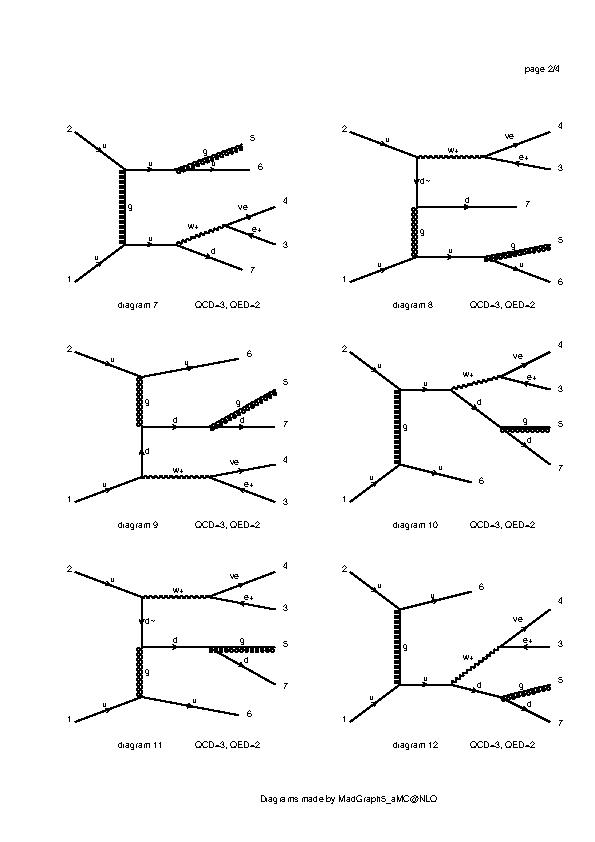 page 2/4
2 u g 5
u u 6
g
ve 4
w+ e+
u 3
u d
1 7
diagram 7 QCD=3, QED=2
2 u ve 4
w+ e+
3
d~
d 7
g
g 5
u u u
1 6
diagram 8 QCD=3, QED=2
2 u u 6
g g 5
d d 7
d
ve 4
w+ e+
1 u 3
diagram 9 QCD=3, QED=2
2 u ve 4
w+ e+
u 3
d
g g 5
d
u 7
1 u 6
diagram 10 QCD=3, QED=2
2 u ve 4
w+ e+
3
d~
d g 5
g d
7
u u 6
1
diagram 11 QCD=3, QED=2
2 u u 6
ve 4
g e+ 3
w+
g 5
u u d d
1 7
diagram 12 QCD=3, QED=2
Diagrams made by MadGraph5_aMC@NLO